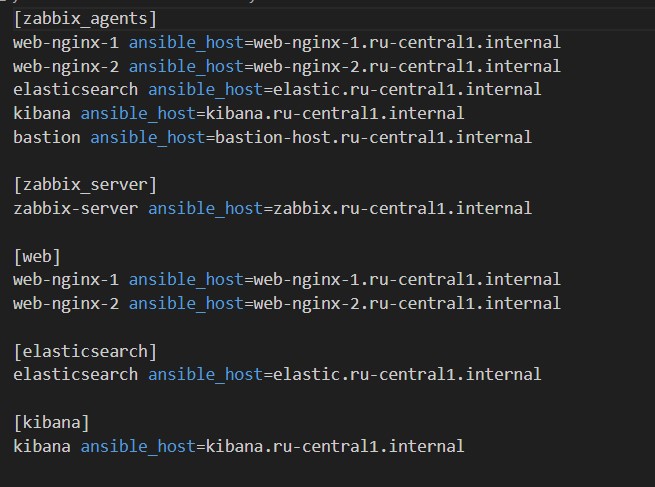 [zabbix_agents]
web-nginx-1 ansible_host=web-nginx-1.ru-central1.internal
web-nginx-2 ansible_host=web-nginx-2.ru-central1.internal
elasticsearch ansible_host=elastic.ru-central1.internal
kibana ansible_host=kibana.ru-central1.internal
bastion ansible_host=bastion-host.ru-central1.internal
[zabbix_server]
zabbix-server ansible_host=zabbix.ru-central1.internal
[web]
web-nginx-1 ansible_host=web-nginx-1.ru-central1.internal
web-nginx-2 ansible_host=web-nginx-2.ru-central1.internal
[elasticsearch]
elasticsearch ansible_host=elastic.ru-central1.internal
[kibana]
kibana ansible_host=kibana.ru-central1.internal